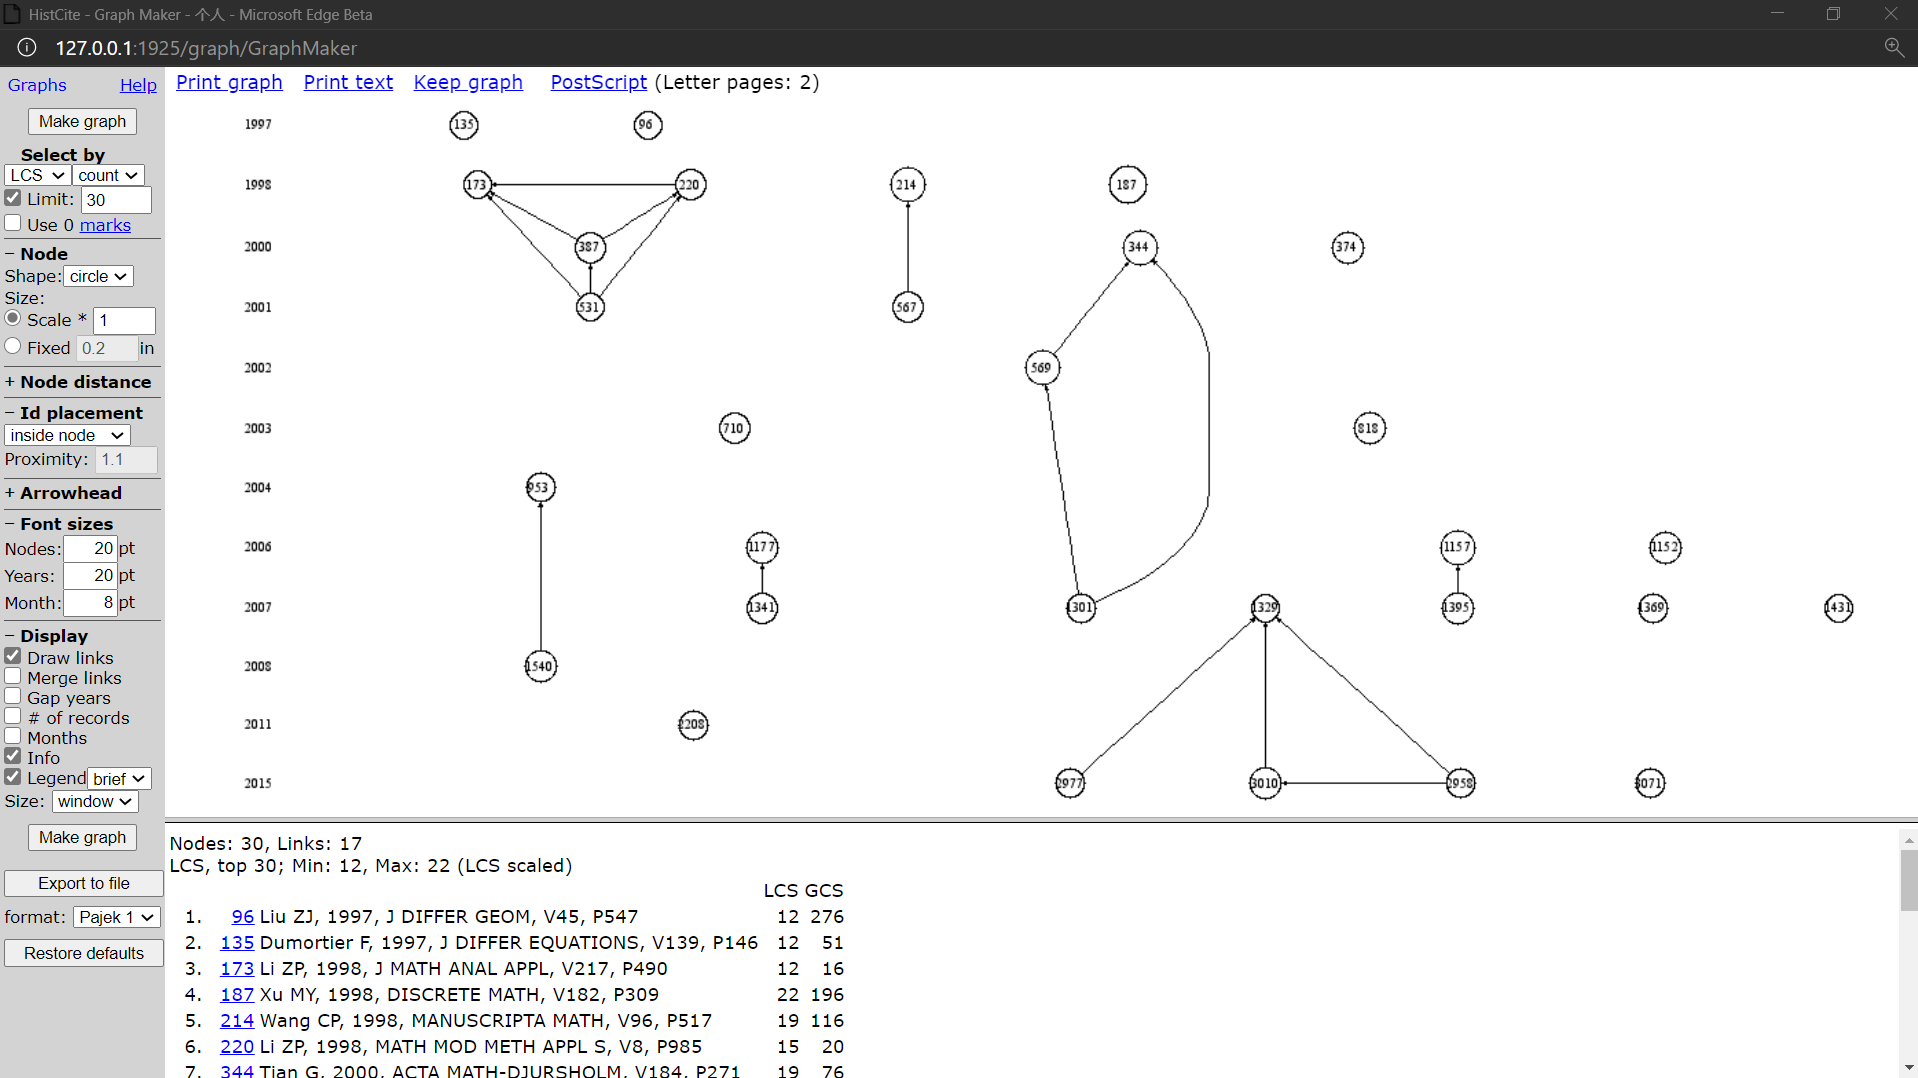 HistCite - Graph Maker - 个人 - Microsoft Edge Beta
127.0.0.1:1925/graph/GraphMaker
Graphs Help
Make graph
Select by
LCS count
Limit: 30
Use 0 marks
− Node
Shape: circle
Size:
Scale * 1
Fixed 0.2 in
+ Node distance
− Id placement
inside node
Proximity: 1.1
+ Arrowhead
− Font sizes
Nodes: 20 pt
Years: 20 pt
Month: 8 pt
− Display
Draw links
Merge links
Gap years
# of records
Months
Info
Legend brief
Size: window
Make graph
Export to file
format: Pajek 1
Restore defaults
Print graph Print text Keep graph PostScript (Letter pages: 2)
1997 135 96
1998 173 220 214 187
2000 387 344 374
2001 531 567
2002 569
2003 710 818
2004 953
2006 1177 1157 1152
2007 1341 1301 1329 1395 1369 1431
2008 1540
2011 2208
2015 2977 3010 2958 3071
Nodes: 30, Links: 17
LCS, top 30; Min: 12, Max: 22 (LCS scaled)
LCS GCS
1. 96 Liu ZJ, 1997, J DIFFER GEOM, V45, P547 12 276
2. 135 Dumortier F, 1997, J DIFFER EQUATIONS, V139, P146 12 51
3. 173 Li ZP, 1998, J MATH ANAL APPL, V217, P490 12 16
4. 187 Xu MY, 1998, DISCRETE MATH, V182, P309 22 196
5. 214 Wang CP, 1998, MANUSCRIPTA MATH, V96, P517 19 116
6. 220 Li ZP, 1998, MATH MOD METH APPL S, V8, P985 15 20
7. 344 Tian G, 2000, ACTA MATH-DJURSHOLM, V184, P271 19 76